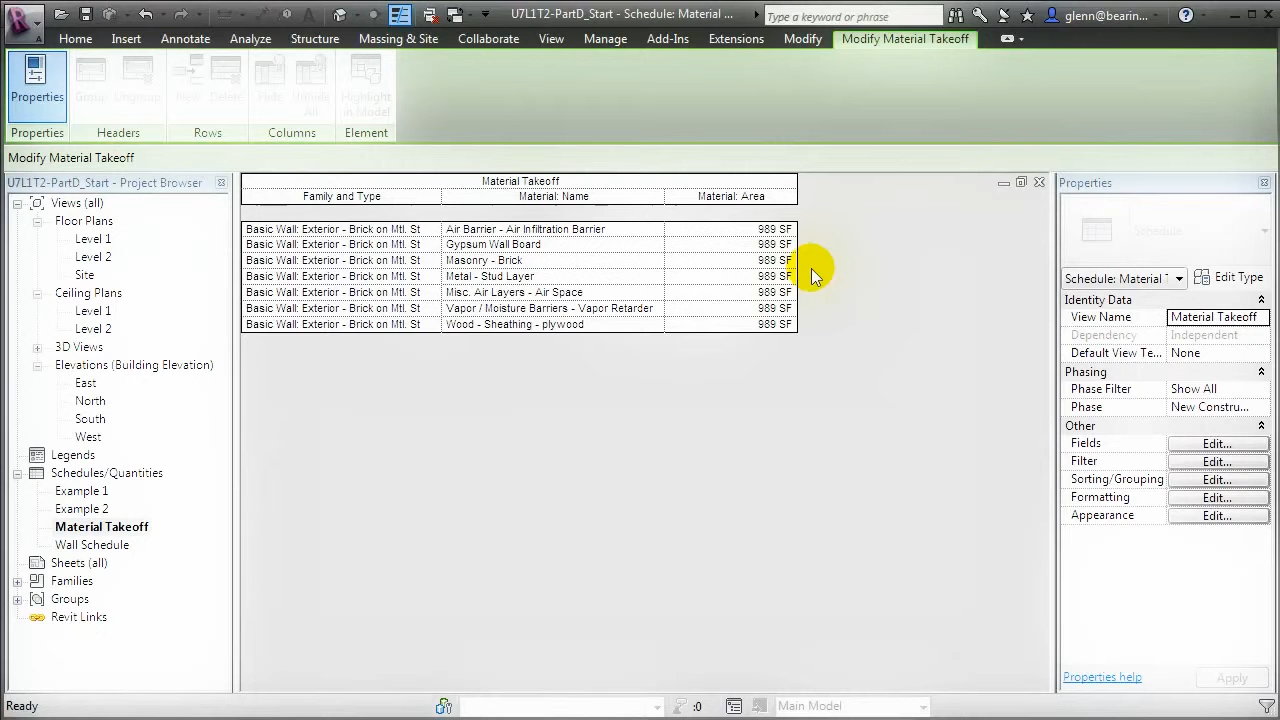 U7L1T2-PartD_Start - Schedule: Material ...
Type a keyword or phrase
glenn@bearin...
Home Insert Annotate Analyze Structure Massing & Site Collaborate View Manage Add-Ins Extensions Modify Modify Material Takeoff
Properties Group Ungroup New Delete Hide Unhide All Highlight in Model
Properties Headers Rows Columns Element
Modify Material Takeoff
U7L1T2-PartD_Start - Project Browser
Views (all)
Floor Plans
Level 1
Level 2
Site
Ceiling Plans
Level 1
Level 2
3D Views
Elevations (Building Elevation)
East
North
South
West
Legends
Schedules/Quantities
Example 1
Example 2
Material Takeoff
Wall Schedule
Sheets (all)
Families
Groups
Revit Links
Material Takeoff
Family and Type Material: Name Material: Area
Basic Wall: Exterior - Brick on Mtl. St Air Barrier - Air Infiltration Barrier 989 SF
Basic Wall: Exterior - Brick on Mtl. St Gypsum Wall Board 989 SF
Basic Wall: Exterior - Brick on Mtl. St Masonry - Brick 989 SF
Basic Wall: Exterior - Brick on Mtl. St Metal - Stud Layer 989 SF
Basic Wall: Exterior - Brick on Mtl. St Misc. Air Layers - Air Space 989 SF
Basic Wall: Exterior - Brick on Mtl. St Vapor / Moisture Barriers - Vapor Retarder 989 SF
Basic Wall: Exterior - Brick on Mtl. St Wood - Sheathing - plywood 989 SF
Properties
Schedule
Schedule: Material T Edit Type
Identity Data
View Name Material Takeoff
Dependency Independent
Default View Te... None
Phasing
Phase Filter Show All
Phase New Constru...
Other
Fields Edit...
Filter Edit...
Sorting/Grouping Edit...
Formatting Edit...
Appearance Edit...
Properties help Apply
Ready :0 Main Model